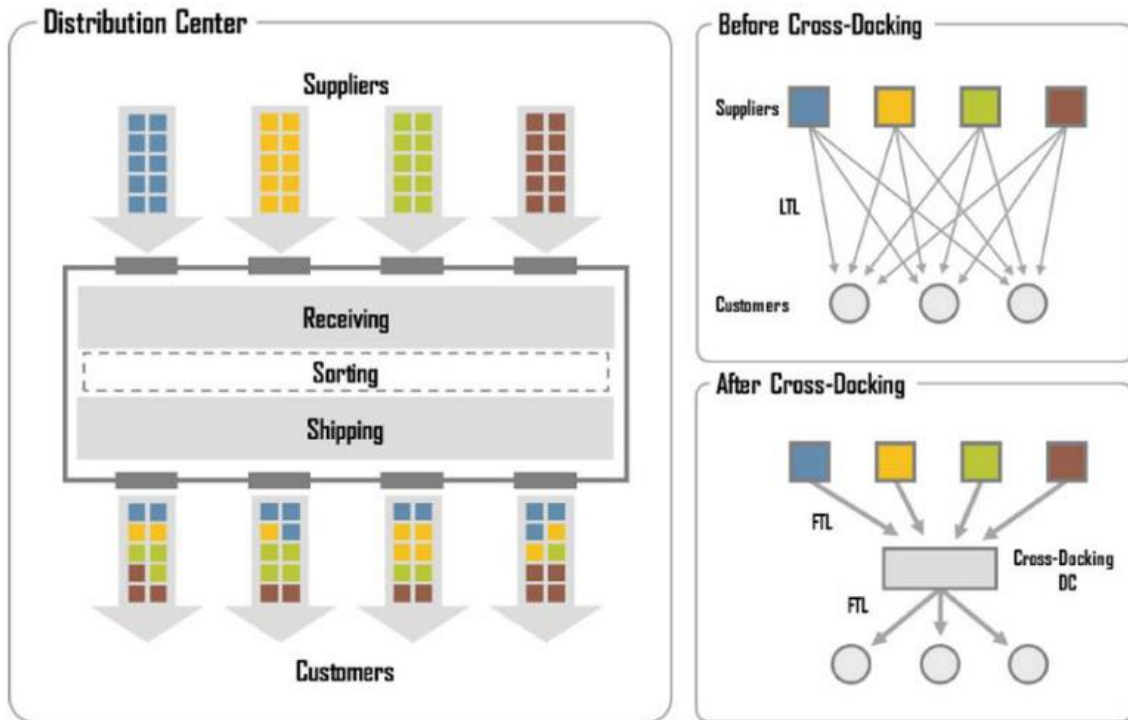 Distribution Center
Suppliers
Receiving
Sorting
Shipping
Customers
Before Cross-Docking
Suppliers
LTL
Customers
After Cross-Docking
FTL
Cross-Docking
DC
FTL